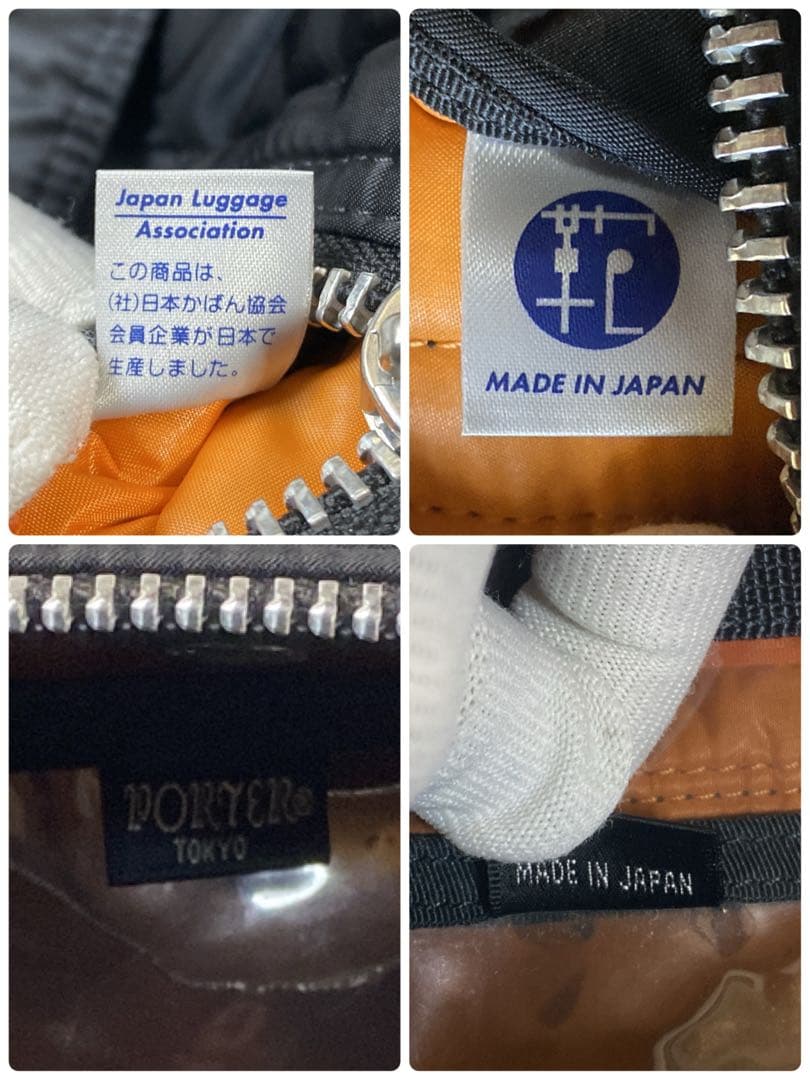 Japan Luggage
Association
この商品は、
(社)日本かばん協会
会員企業が日本で
生産しました。
MADE IN JAPAN
PORTER®
TOKYO
MADE IN JAPAN